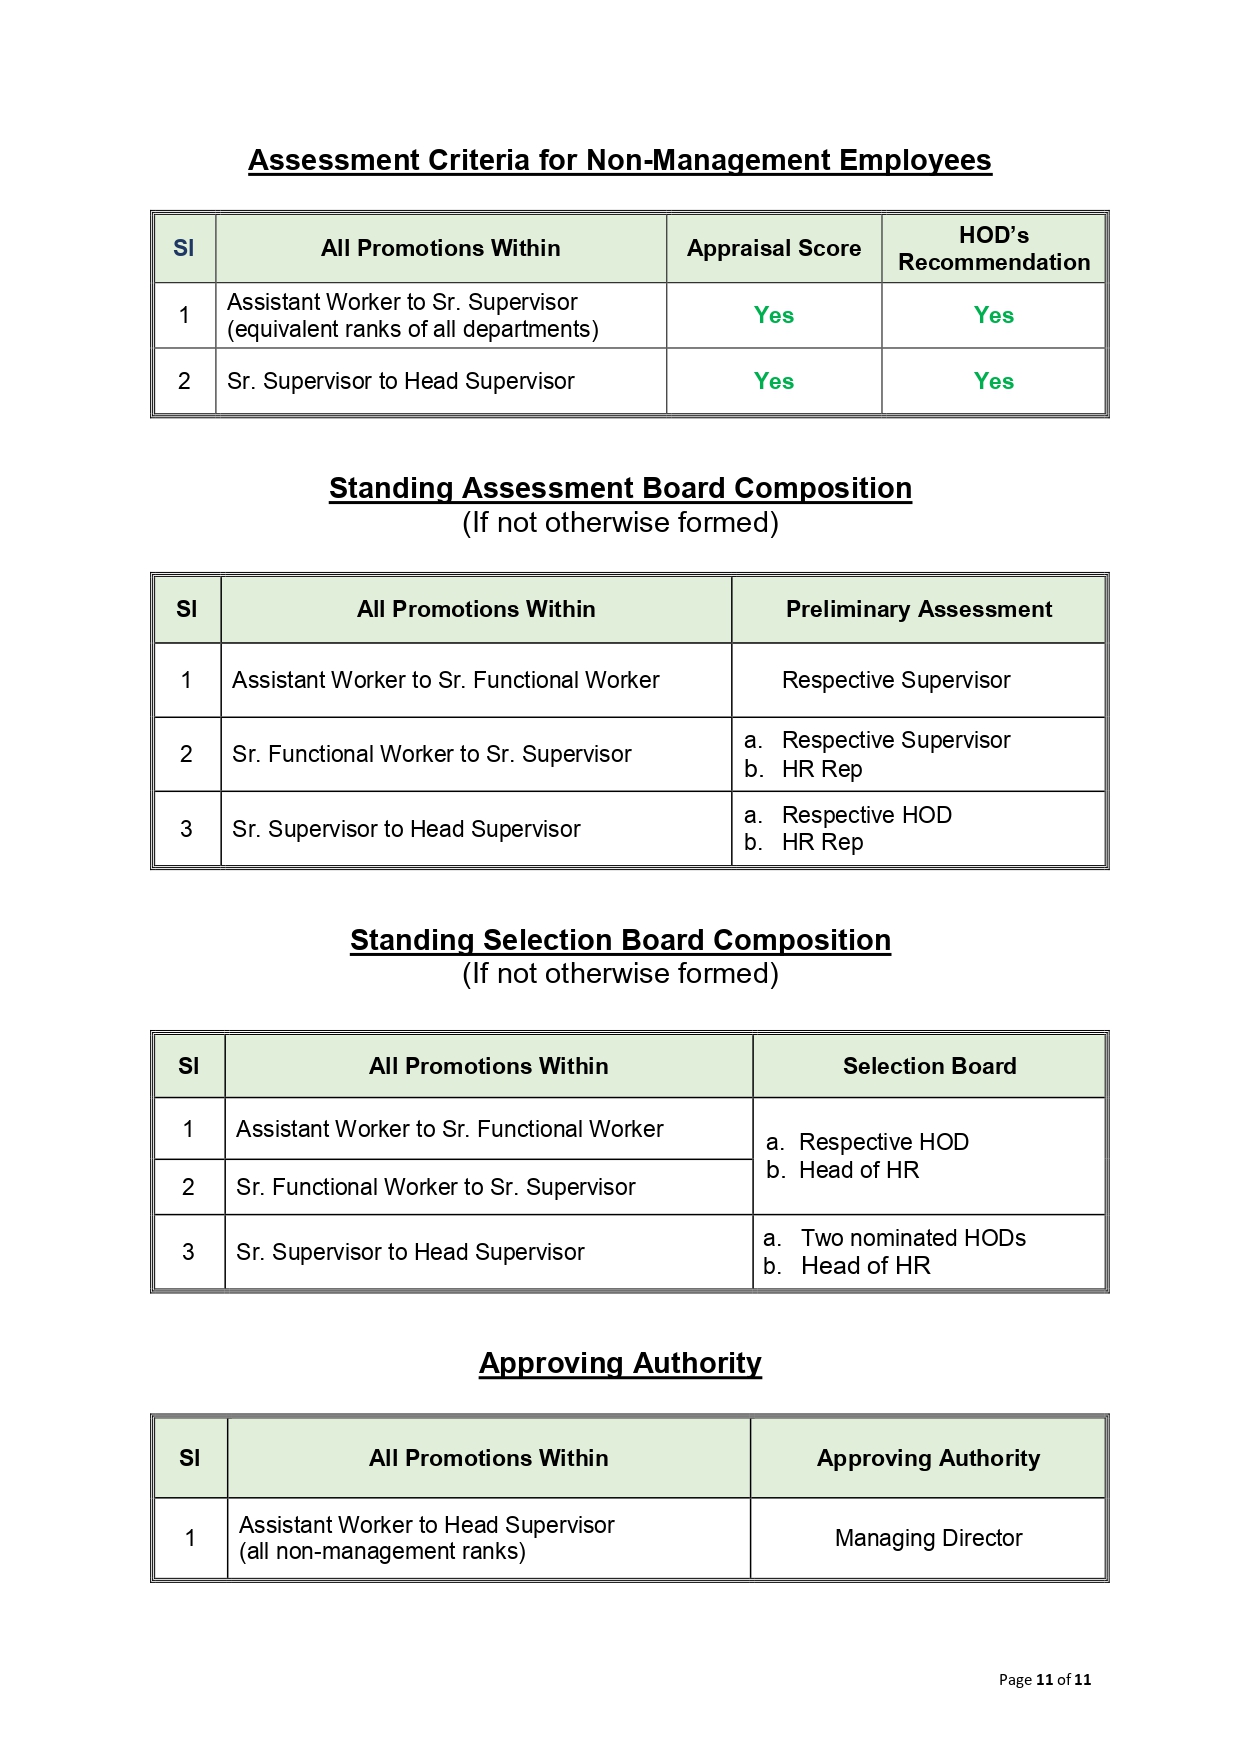 Assessment Criteria for Non-Management Employees
Sl
All Promotions Within
Appraisal Score
HOD’s
Recommendation
1
Assistant Worker to Sr. Supervisor
(equivalent ranks of all departments)
Yes
Yes
2
Sr. Supervisor to Head Supervisor
Yes
Yes
Standing Assessment Board Composition
(If not otherwise formed)
Sl
All Promotions Within
Preliminary Assessment
1
Assistant Worker to Sr. Functional Worker
Respective Supervisor
2
Sr. Functional Worker to Sr. Supervisor
a. Respective Supervisor
b. HR Rep
3
Sr. Supervisor to Head Supervisor
a. Respective HOD
b. HR Rep
Standing Selection Board Composition
(If not otherwise formed)
Sl
All Promotions Within
Selection Board
1
Assistant Worker to Sr. Functional Worker
a. Respective HOD
b. Head of HR
2
Sr. Functional Worker to Sr. Supervisor
3
Sr. Supervisor to Head Supervisor
a. Two nominated HODs
b. Head of HR
Approving Authority
Sl
All Promotions Within
Approving Authority
1
Assistant Worker to Head Supervisor
(all non-management ranks)
Managing Director
Page 11 of 11